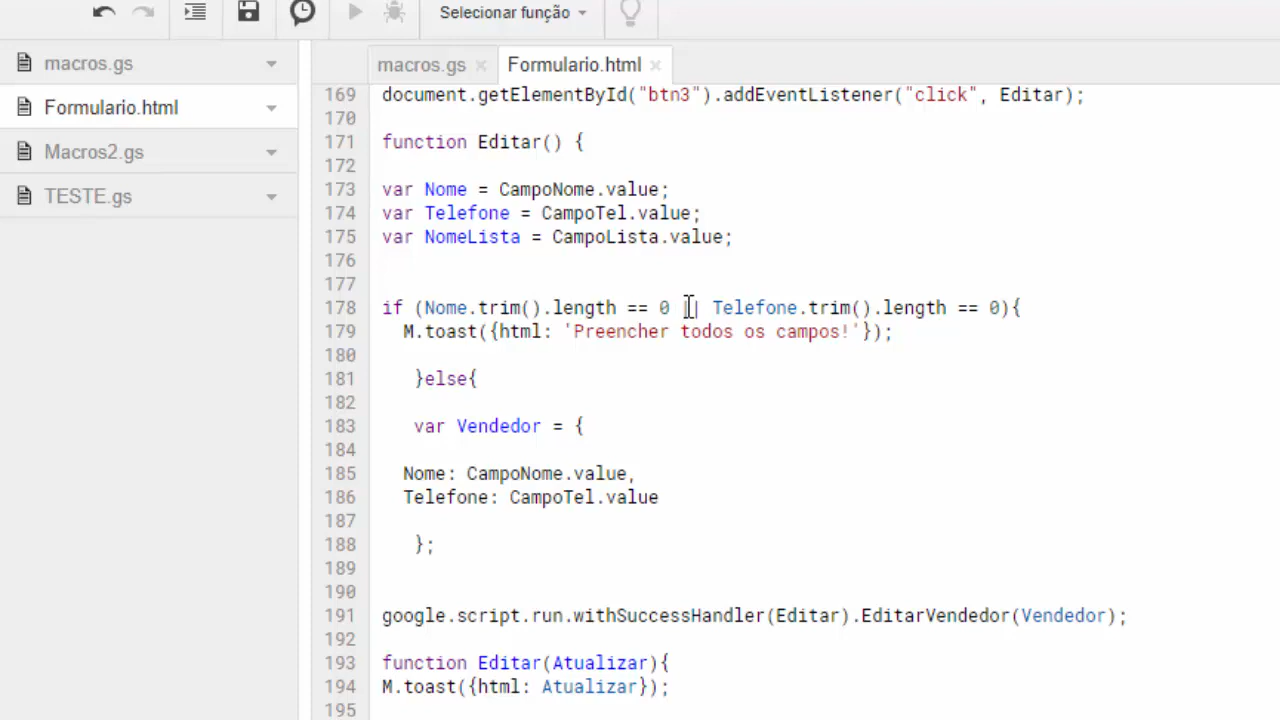 Selecionar função
macros.gs
Formulario.html
Macros2.gs
TESTE.gs
macros.gs
Formulario.html
169 document.getElementById("btn3").addEventListener("click", Editar);
170
171 function Editar() {
172
173 var Nome = CampoNome.value;
174 var Telefone = CampoTel.value;
175 var NomeLista = CampoLista.value;
176
177
178 if (Nome.trim().length == 0 || Telefone.trim().length == 0){
179 M.toast({html: 'Preencher todos os campos!'});
180
181 }else{
182
183 var Vendedor = {
184
185 Nome: CampoNome.value,
186 Telefone: CampoTel.value
187
188 };
189
190
191 google.script.run.withSuccessHandler(Editar).EditarVendedor(Vendedor);
192
193 function Editar(Atualizar){
194 M.toast({html: Atualizar});
195